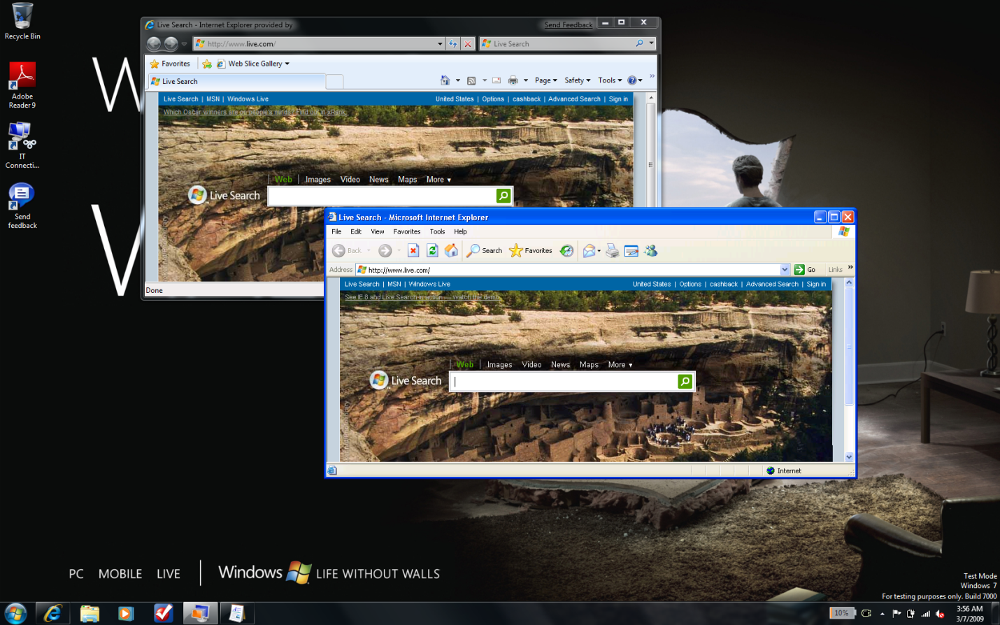 Recycle Bin
Adobe
Reader 9
IT
Connecti...
Send
feedback
W
W
Live Search - Internet Explorer provided by
Send Feedback
http://www.live.com/
Live Search
Favorites
Web Slice Gallery
Live Search
Page
Safety
Tools
Live Search | MSN | Windows Live
United States | Options | cashback | Advanced Search | Sign in
Which Oscar winners are on people's minds? Find out in xRank.
Web | Images Video News Maps More
Live Search
Done
Live Search - Microsoft Internet Explorer
File Edit View Favorites Tools Help
Back
Search
Favorites
Address
http://www.live.com/
Go
Links
Live Search | MSN | Windows Live
United States | Options | cashback | Advanced Search | Sign in
See IE 8 and Live Search in action — watch the demo.
Web | Images Video News Maps More
Live Search
Internet
PC MOBILE LIVE | Windows LIFE WITHOUT WALLS
Test Mode
Windows 7
For testing purposes only. Build 7000
10%
3:56 AM
3/7/2009